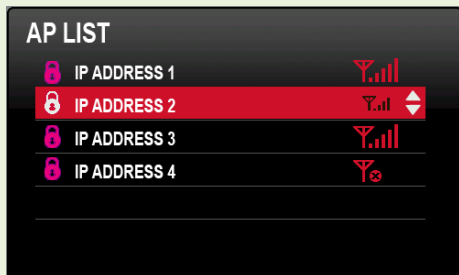 AP LIST
IP ADDRESS 1
IP ADDRESS 2
IP ADDRESS 3
IP ADDRESS 4